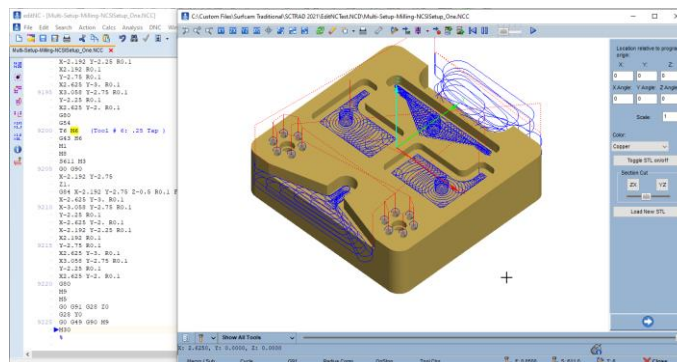 editNC - [Multi-Setup-Milling-NCS\Setup_One.NCC]
File Edit Search Action Calc Analysis DNC
Multi-Setup-Milling-NCS\Setup_One.NCC
X-2.192 Y-2.25 R0.1
X2.192 R0.1
Y-2.75 R0.1
X2.625 Y-3. R0.1
X3.058 Y-2.75 R0.1
Y-2.25 R0.1
X2.625 Y-2. R0.1
G80
G54
T6 M6 (Tool # 6: .25 Tap )
G43 H6
M1
M8
S611 M3
G0 G90
X-2.192 Y-2.75
Z1.
G84 X-2.192 Y-2.75 Z-0.5 R0.1
X-2.625 Y-3. R0.1
X-3.058 Y-2.75 R0.1
Y-2.25 R0.1
X-2.625 Y-2. R0.1
X-2.192 Y-2.25 R0.1
X2.192 R0.1
Y-2.75 R0.1
X2.625 Y-3. R0.1
X3.058 Y-2.75 R0.1
Y-2.25 R0.1
X2.625 Y-2. R0.1
G80
M9
M5
G0 G91 G28 Z0
G28 Y0
G0 G49 G90 M9
M30
%
C:\Custom Files\Surfcam Traditional\SCTRAD 2021\EditNCTest.NCD\Multi-Setup-Milling-NCS\Setup_One.NCC
Location relative to program origin:
X: Y: Z:
0 0 0
X Angle: Y Angle: Z Angle:
0 0 0
Scale 1
Color:
Copper
Toggle STL on/off
Section Cut
ZX YZ
Load New STL
Show All Tools
X: 2.6250, Y: 0.0000, Z: 0.0000
Close